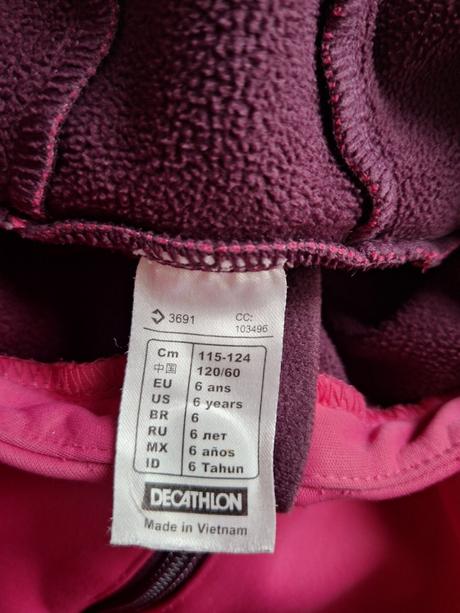 3691
CC:
103496
Cm 115-124
中国 120/60
EU 6 ans
US 6 years
BR 6
RU 6 лет
MX 6 años
ID 6 Tahun
DECATHLON
Made in Vietnam